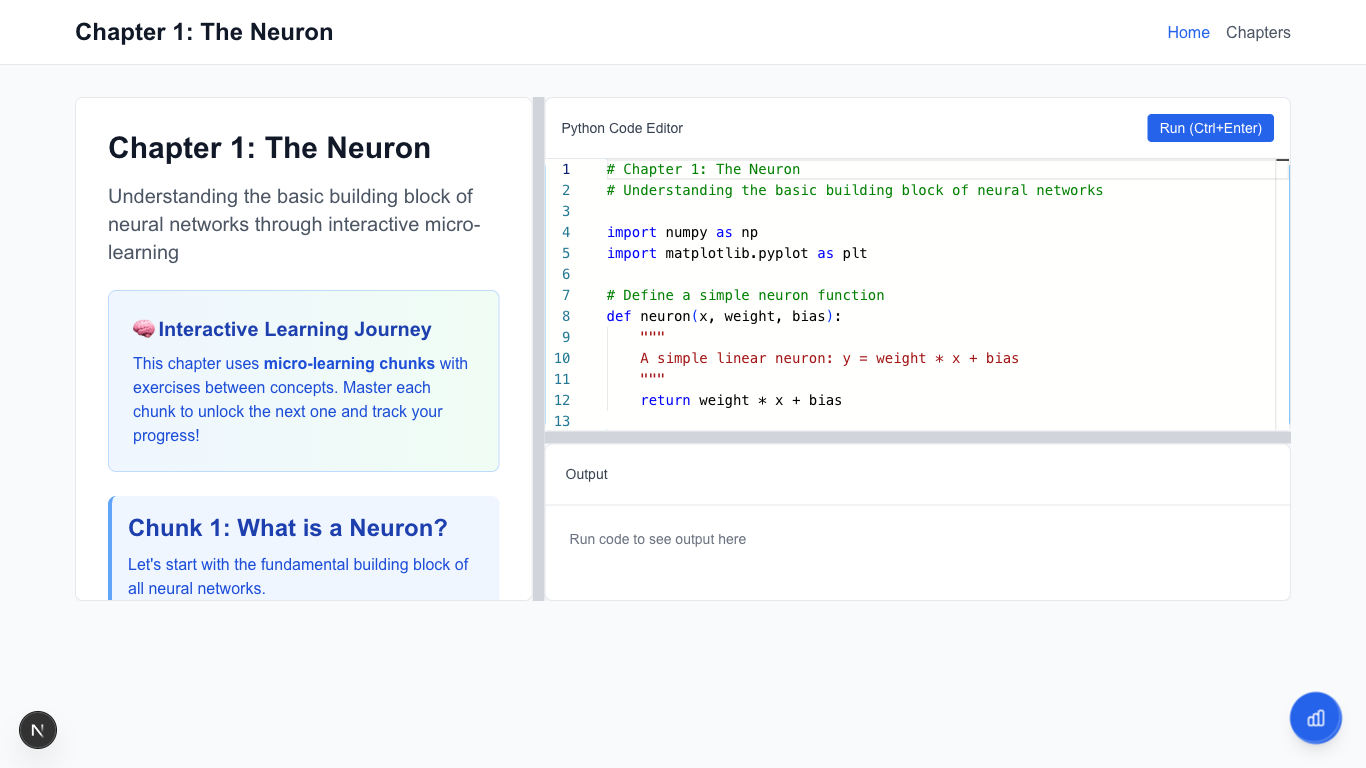 Chapter 1: The Neuron
Home
Chapters
Chapter 1: The Neuron
Understanding the basic building block of
neural networks through interactive micro-
learning
🧠 Interactive Learning Journey
This chapter uses micro-learning chunks with
exercises between concepts. Master each
chunk to unlock the next one and track your
progress!
Chunk 1: What is a Neuron?
Let's start with the fundamental building block of
all neural networks.
Python Code Editor
Run (Ctrl+Enter)
1 # Chapter 1: The Neuron
2 # Understanding the basic building block of neural networks
3
4 import numpy as np
5 import matplotlib.pyplot as plt
6
7 # Define a simple neuron function
8 def neuron(x, weight, bias):
9     """
10     A simple linear neuron: y = weight * x + bias
11     """
12     return weight * x + bias
13
Output
Run code to see output here
N